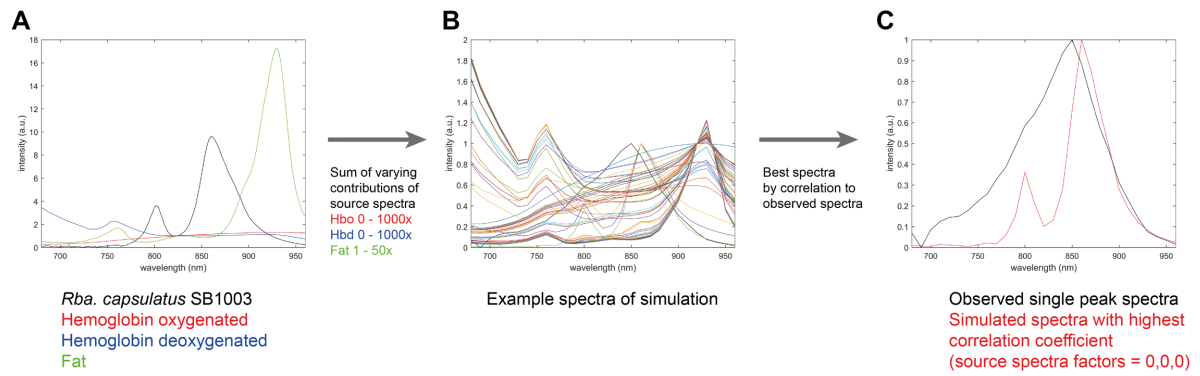 A
intensity (a.u.)
18
16
14
12
10
8
6
4
2
0
700
750
800
850
900
950
wavelength (nm)
Rba. capsulatus SB1003
Hemoglobin oxygenated
Hemoglobin deoxygenated
Fat
Sum of varying
contributions of
source spectra
Hbo 0 - 1000x
Hbd 0 - 1000x
Fat 1 - 50x
B
intensity (a.u.)
2
1.8
1.6
1.4
1.2
1
0.8
0.6
0.4
0.2
0
700
750
800
850
900
950
wavelength (nm)
Example spectra of simulation
Best spectra
by correlation to
observed spectra
C
intensity (a.u.)
1
0.9
0.8
0.7
0.6
0.5
0.4
0.3
0.2
0.1
0
700
750
800
850
900
950
wavelength (nm)
Observed single peak spectra
Simulated spectra with highest
correlation coefficient
(source spectra factors = 0,0,0)